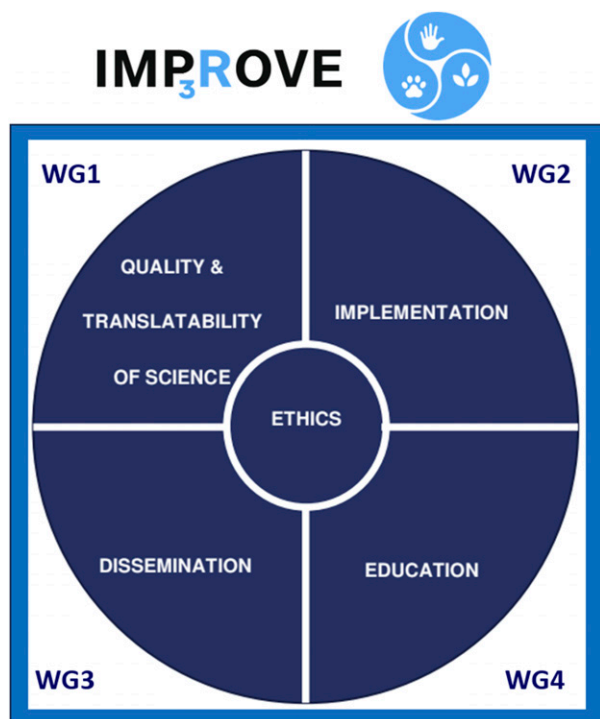 IMP3ROVE
WG1
WG2
QUALITY &
TRANSLATABILITY
OF SCIENCE
IMPLEMENTATION
ETHICS
DISSEMINATION
EDUCATION
WG3
WG4